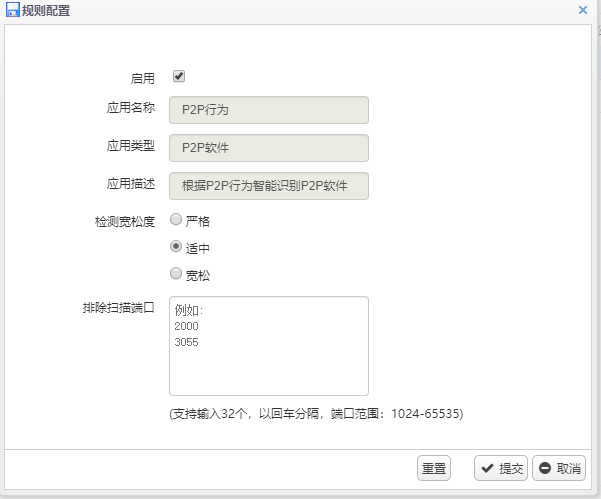 规则配置
启用
应用名称 P2P行为
应用类型 P2P软件
应用描述 根据P2P行为智能识别P2P软件
检测宽松度 严格
适中
宽松
排除扫描端口 例如:
2000
3055
(支持输入32个，以回车分隔，端口范围：1024-65535)
重置 提交 取消